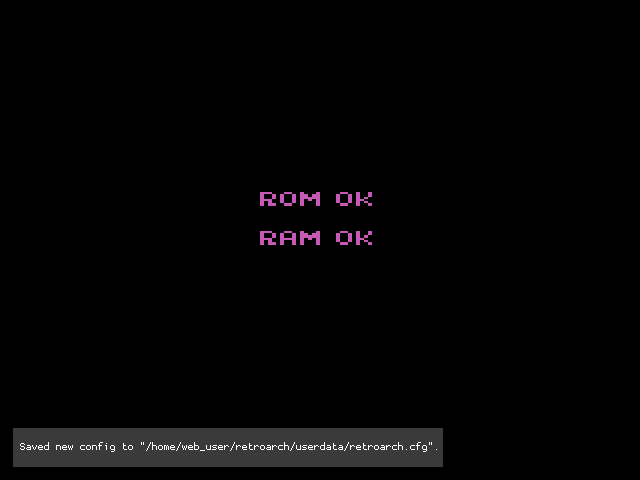 ROM OK
RAM OK
Saved new config to "/home/web_user/retroarch/userdata/retroarch.cfg".